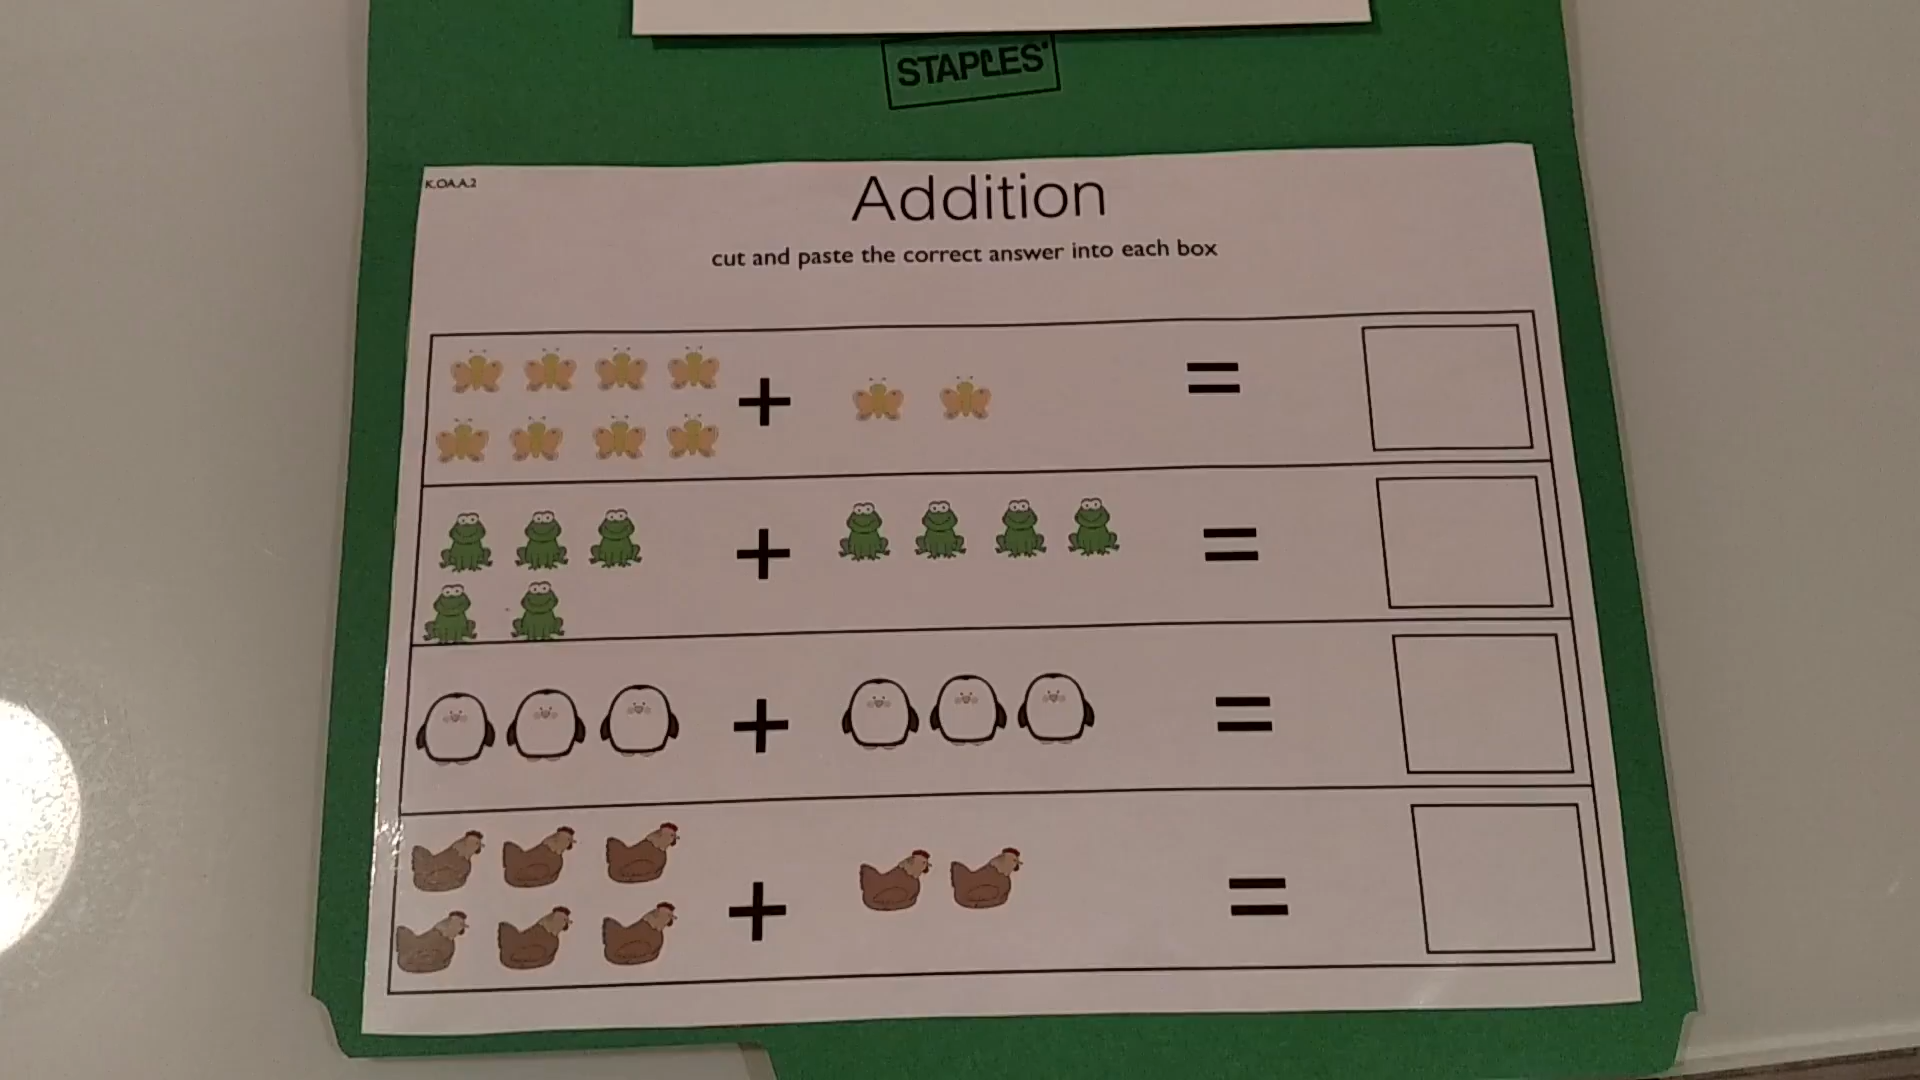 STAPLES
K.OA.A.2
Addition
cut and paste the correct answer into each box
+ =
+ =
+ =
+ =